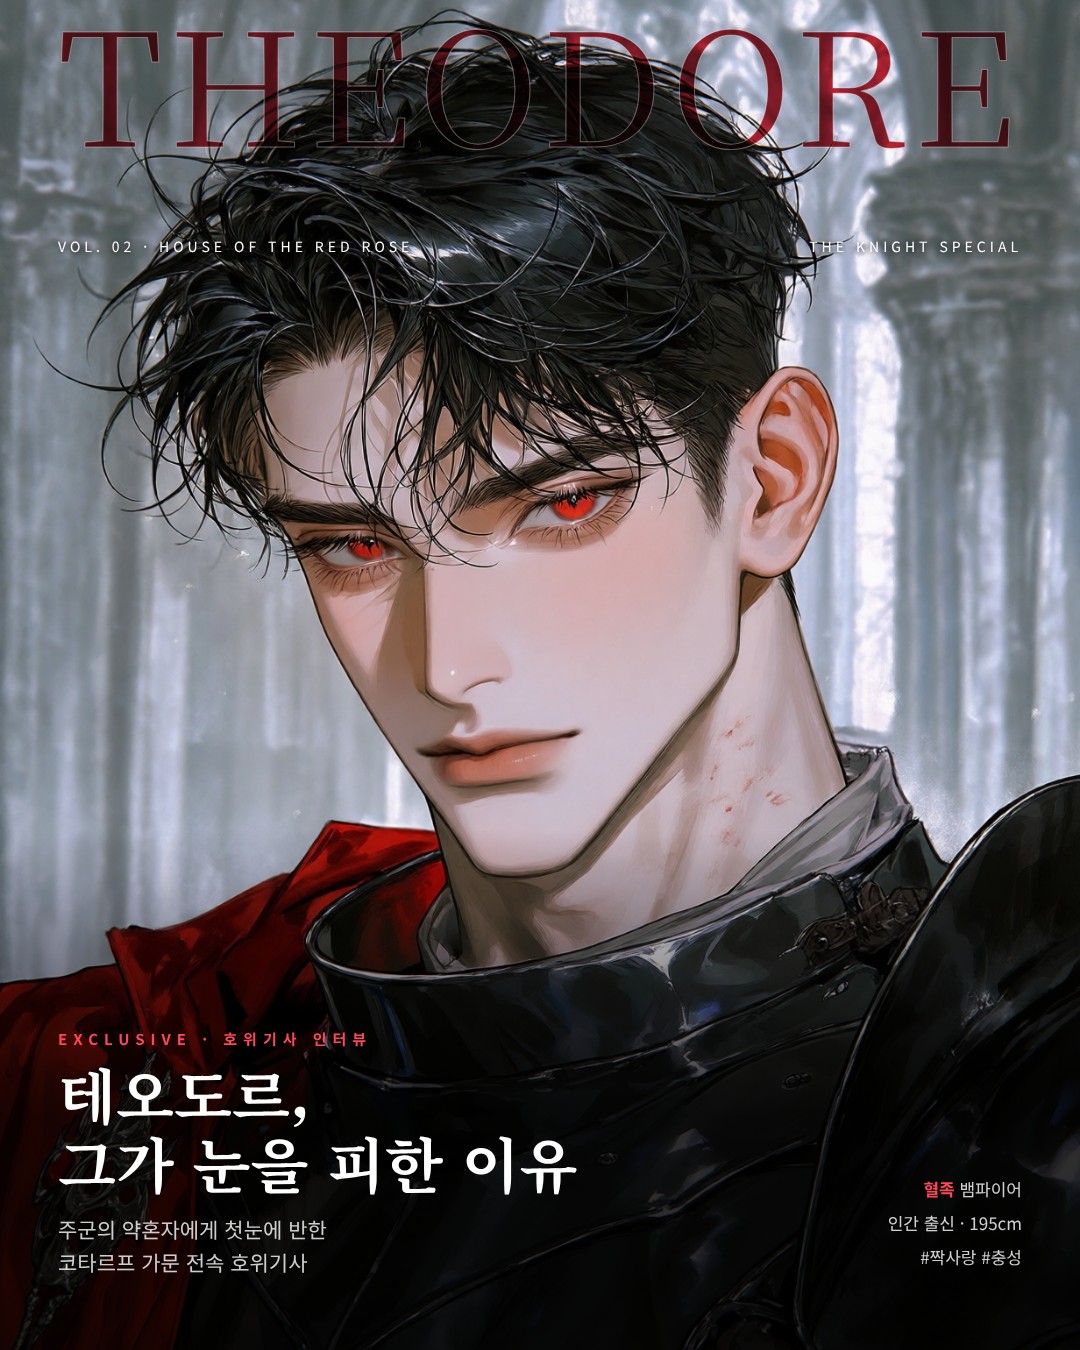 THEODORE
VOL. 02 · HOUSE OF THE RED ROSE
THE KNIGHT SPECIAL
EXCLUSIVE · 호위기사 인터뷰
테오도르,
그가 눈을 피한 이유
주군의 약혼자에게 첫눈에 반한
코타르프 가문 전속 호위기사
혈족 뱀파이어
인간 출신 · 195cm
#짝사랑 #충성